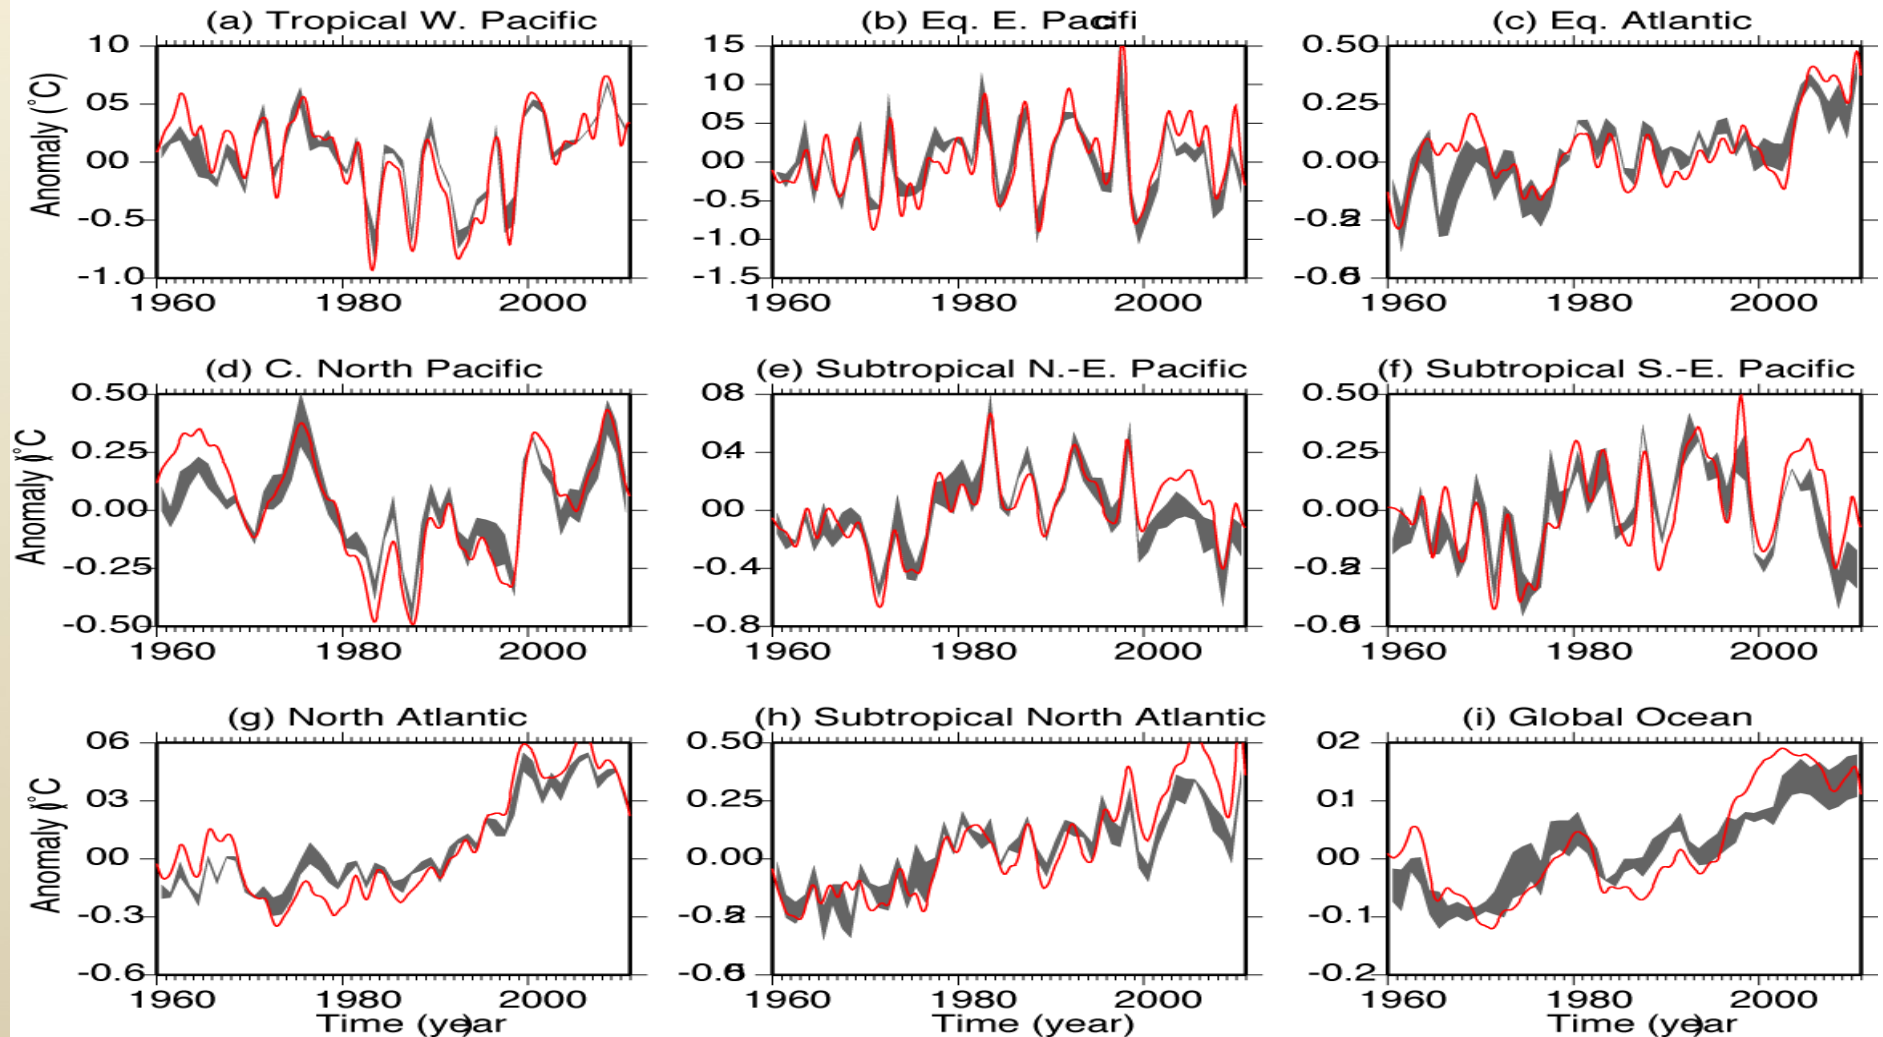 (a) Tropical W. Pacific
(b) Eq. E. Pacifi
(c) Eq. Atlantic
Anomaly (°C)
10
05
00
-0.5
-1.0
1960 1980 2000
15
10
05
00
-0.5
-1.0
-1.5
1960 1980 2000
0.50
0.25
0.00
1960 1980 2000
(d) C. North Pacific
(e) Subtropical N.-E. Pacific
(f) Subtropical S.-E. Pacific
Anomaly °C
0.50
0.25
0.00
-0.25
-0.50
1960 1980 2000
08
04
00
-0.4
-0.8
1960 1980 2000
0.50
0.25
0.00
1960 1980 2000
(g) North Atlantic
(h) Subtropical North Atlantic
(i) Global Ocean
Anomaly °C
06
03
00
-0.3
-0.6
1960 1980 2000
Time (year
0.50
0.25
0.00
1960 1980 2000
Time (year)
02
01
00
-0.1
-0.2
1960 1980 2000
Time (year